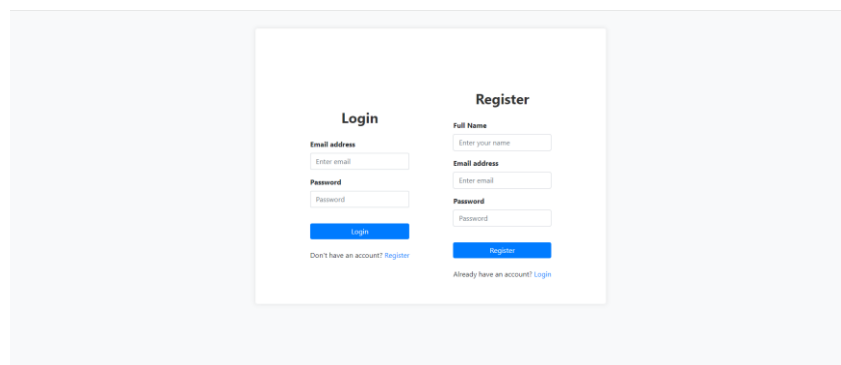 Login
Email address
Enter email
Password
Password
Login
Don't have an account? Register
Register
Full Name
Enter your name
Email address
Enter email
Password
Password
Register
Already have an account? Login